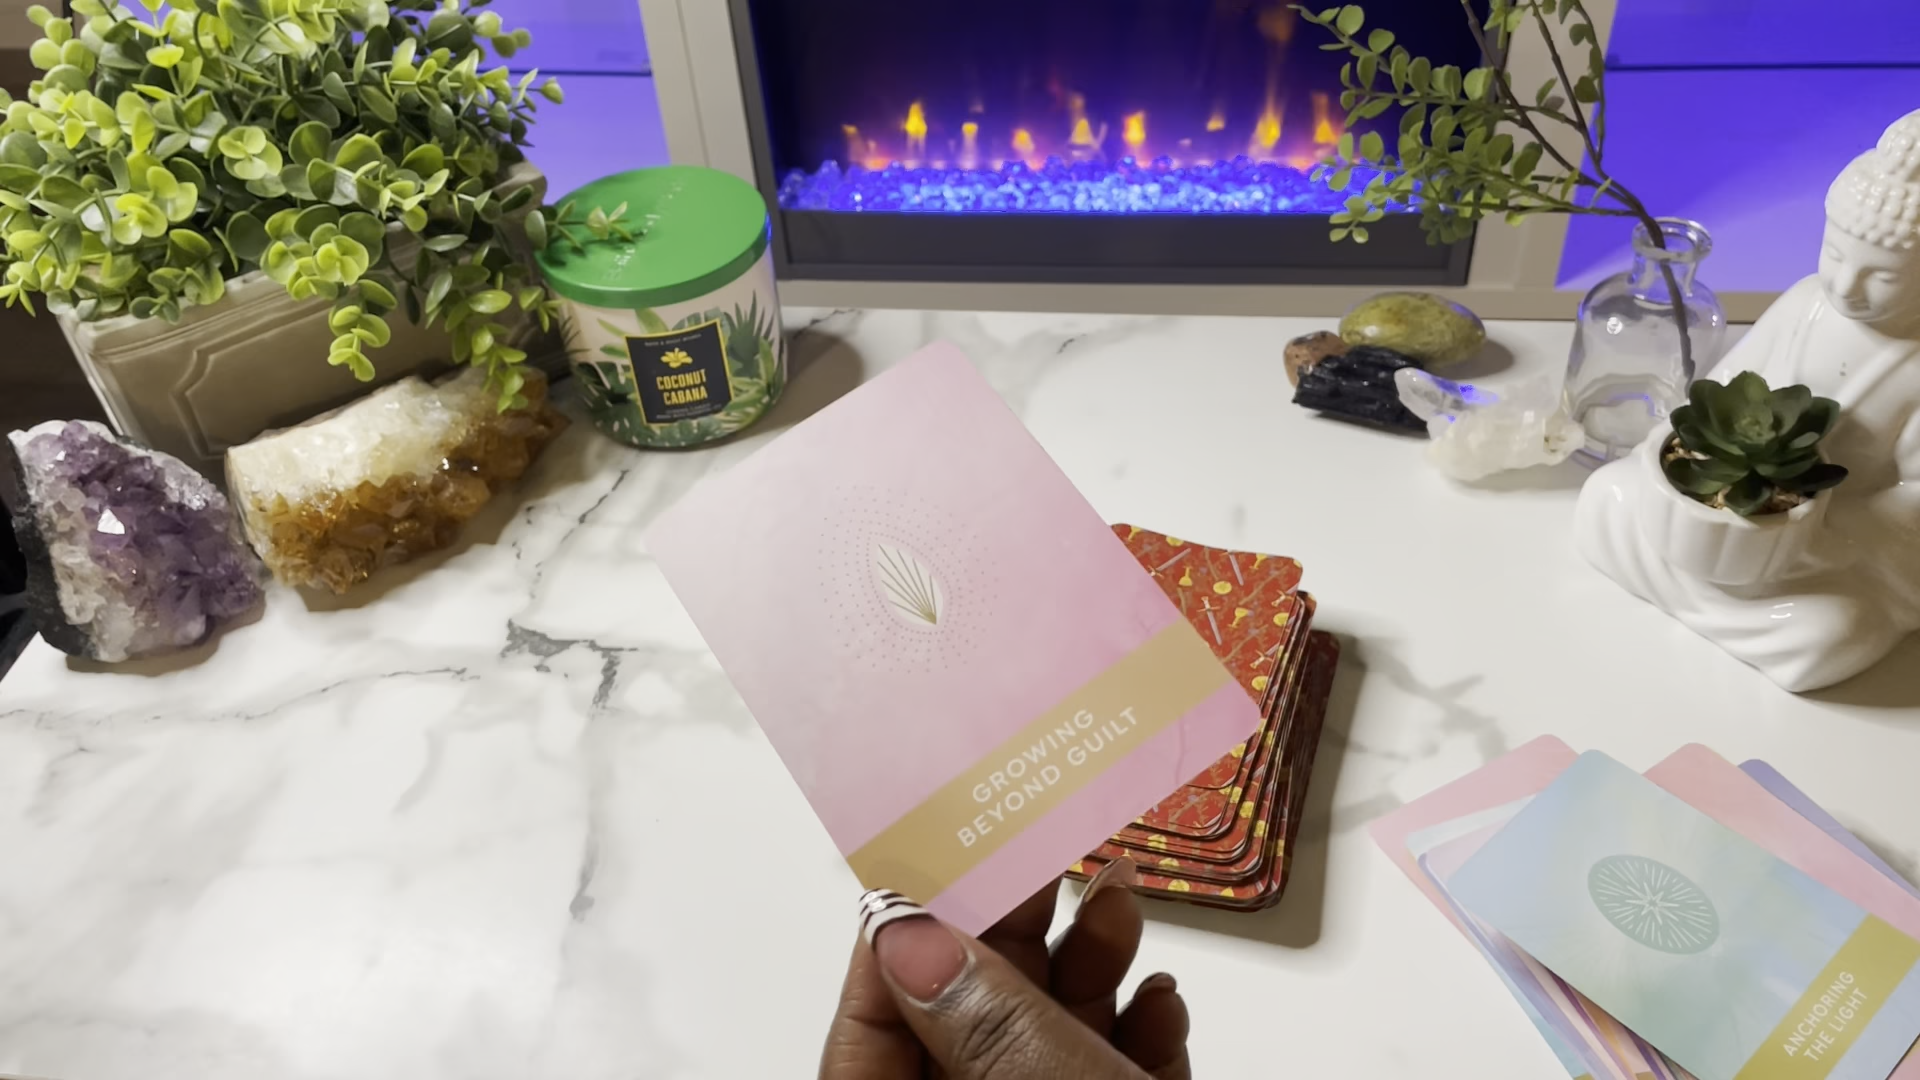 COCONUT
CABANA
GROWING
BEYOND GUILT
ANCHORING
THE LIGHT